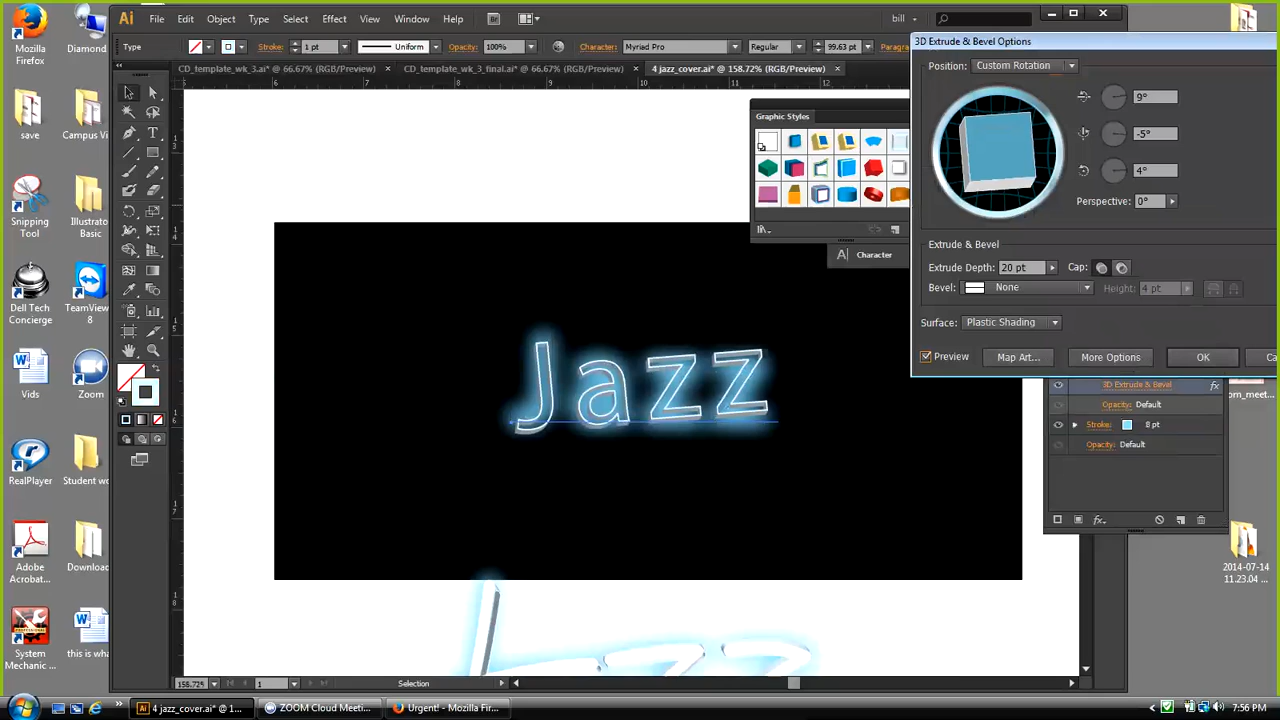 Ai File Edit Object Type Select Effect View Window Help Br bill
Type Stroke: 1 pt Uniform Opacity: 100% Character: Myriad Pro Regular 99.63 pt Paragra
CD_template_wk_3.ai* @ 66.67% (RGB/Preview) × CD_template_wk_3_final.ai* @ 66.67% (RGB/Preview) × 4 jazz_cover.ai* @ 158.72% (RGB/Preview) ×
Mozilla
Firefox
Diamond
save
Campus Vi
Snipping
Tool
Illustrato
Basic
Dell Tech
Concierge
TeamView
8
Vids
Zoom
RealPlayer
Student wo
Adobe
Acrobat...
Download
System
Mechanic ...
this is wha
3D Extrude & Bevel Options
Position: Custom Rotation
9°
-5°
4°
Perspective: 0°
Extrude & Bevel
Extrude Depth: 20 pt Cap:
Bevel: None Height: 4 pt
Surface: Plastic Shading
Preview Map Art... More Options OK Ca
Graphic Styles
A Character
Jazz
3D Extrude & Bevel fx
Opacity: Default
Stroke: 8 pt
Opacity: Default
2014-07-14
11.23.04 ...
158.72% 1 Selection
4 jazz_cover.ai* @ 1... ZOOM Cloud Meeti... Urgent! - Mozilla Fir... 7:56 PM